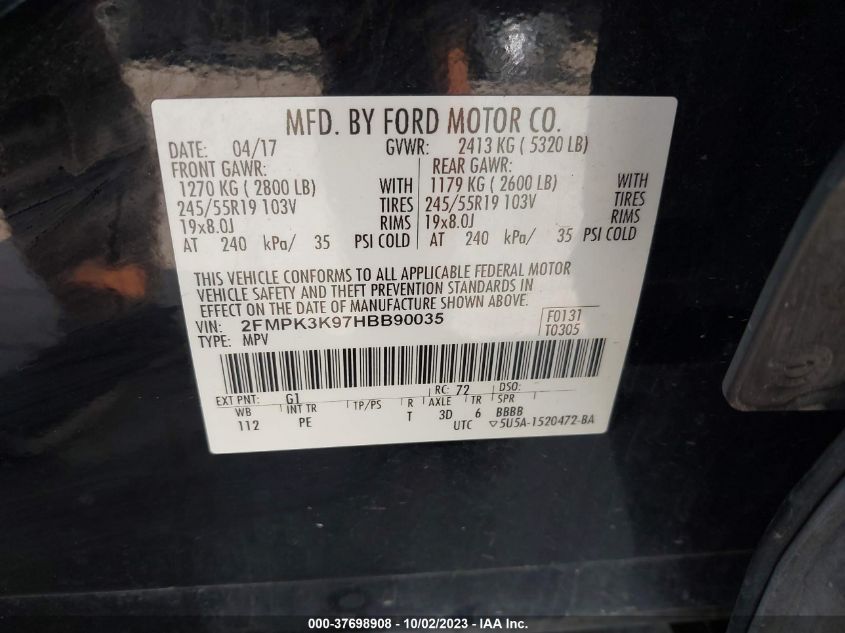 MFD. BY FORD MOTOR CO.
DATE: 04/17 GVWR: 2413 KG ( 5320 LB)
FRONT GAWR: REAR GAWR:
1270 KG ( 2800 LB) WITH 1179 KG ( 2600 LB) WITH
245/55R19 103V TIRES 245/55R19 103V TIRES
19x8.0J RIMS 19x8.0J RIMS
AT 240 kPa/ 35 PSI COLD AT 240 kPa/ 35 PSI COLD
THIS VEHICLE CONFORMS TO ALL APPLICABLE FEDERAL MOTOR
VEHICLE SAFETY AND THEFT PREVENTION STANDARDS IN
EFFECT ON THE DATE OF MANUFACTURE SHOWN ABOVE.
VIN: 2FMPK3K97HBB90035 F0131
TYPE: MPV T0305
EXT PNT: G1 RC: 72 DSO:
WB INT TR TP/PS R AXLE TR SPR
112 PE T 3D 6 BBBB
UTC ▽5U5A-1520472-BA
000-37698908 - 10/02/2023 - IAA Inc.